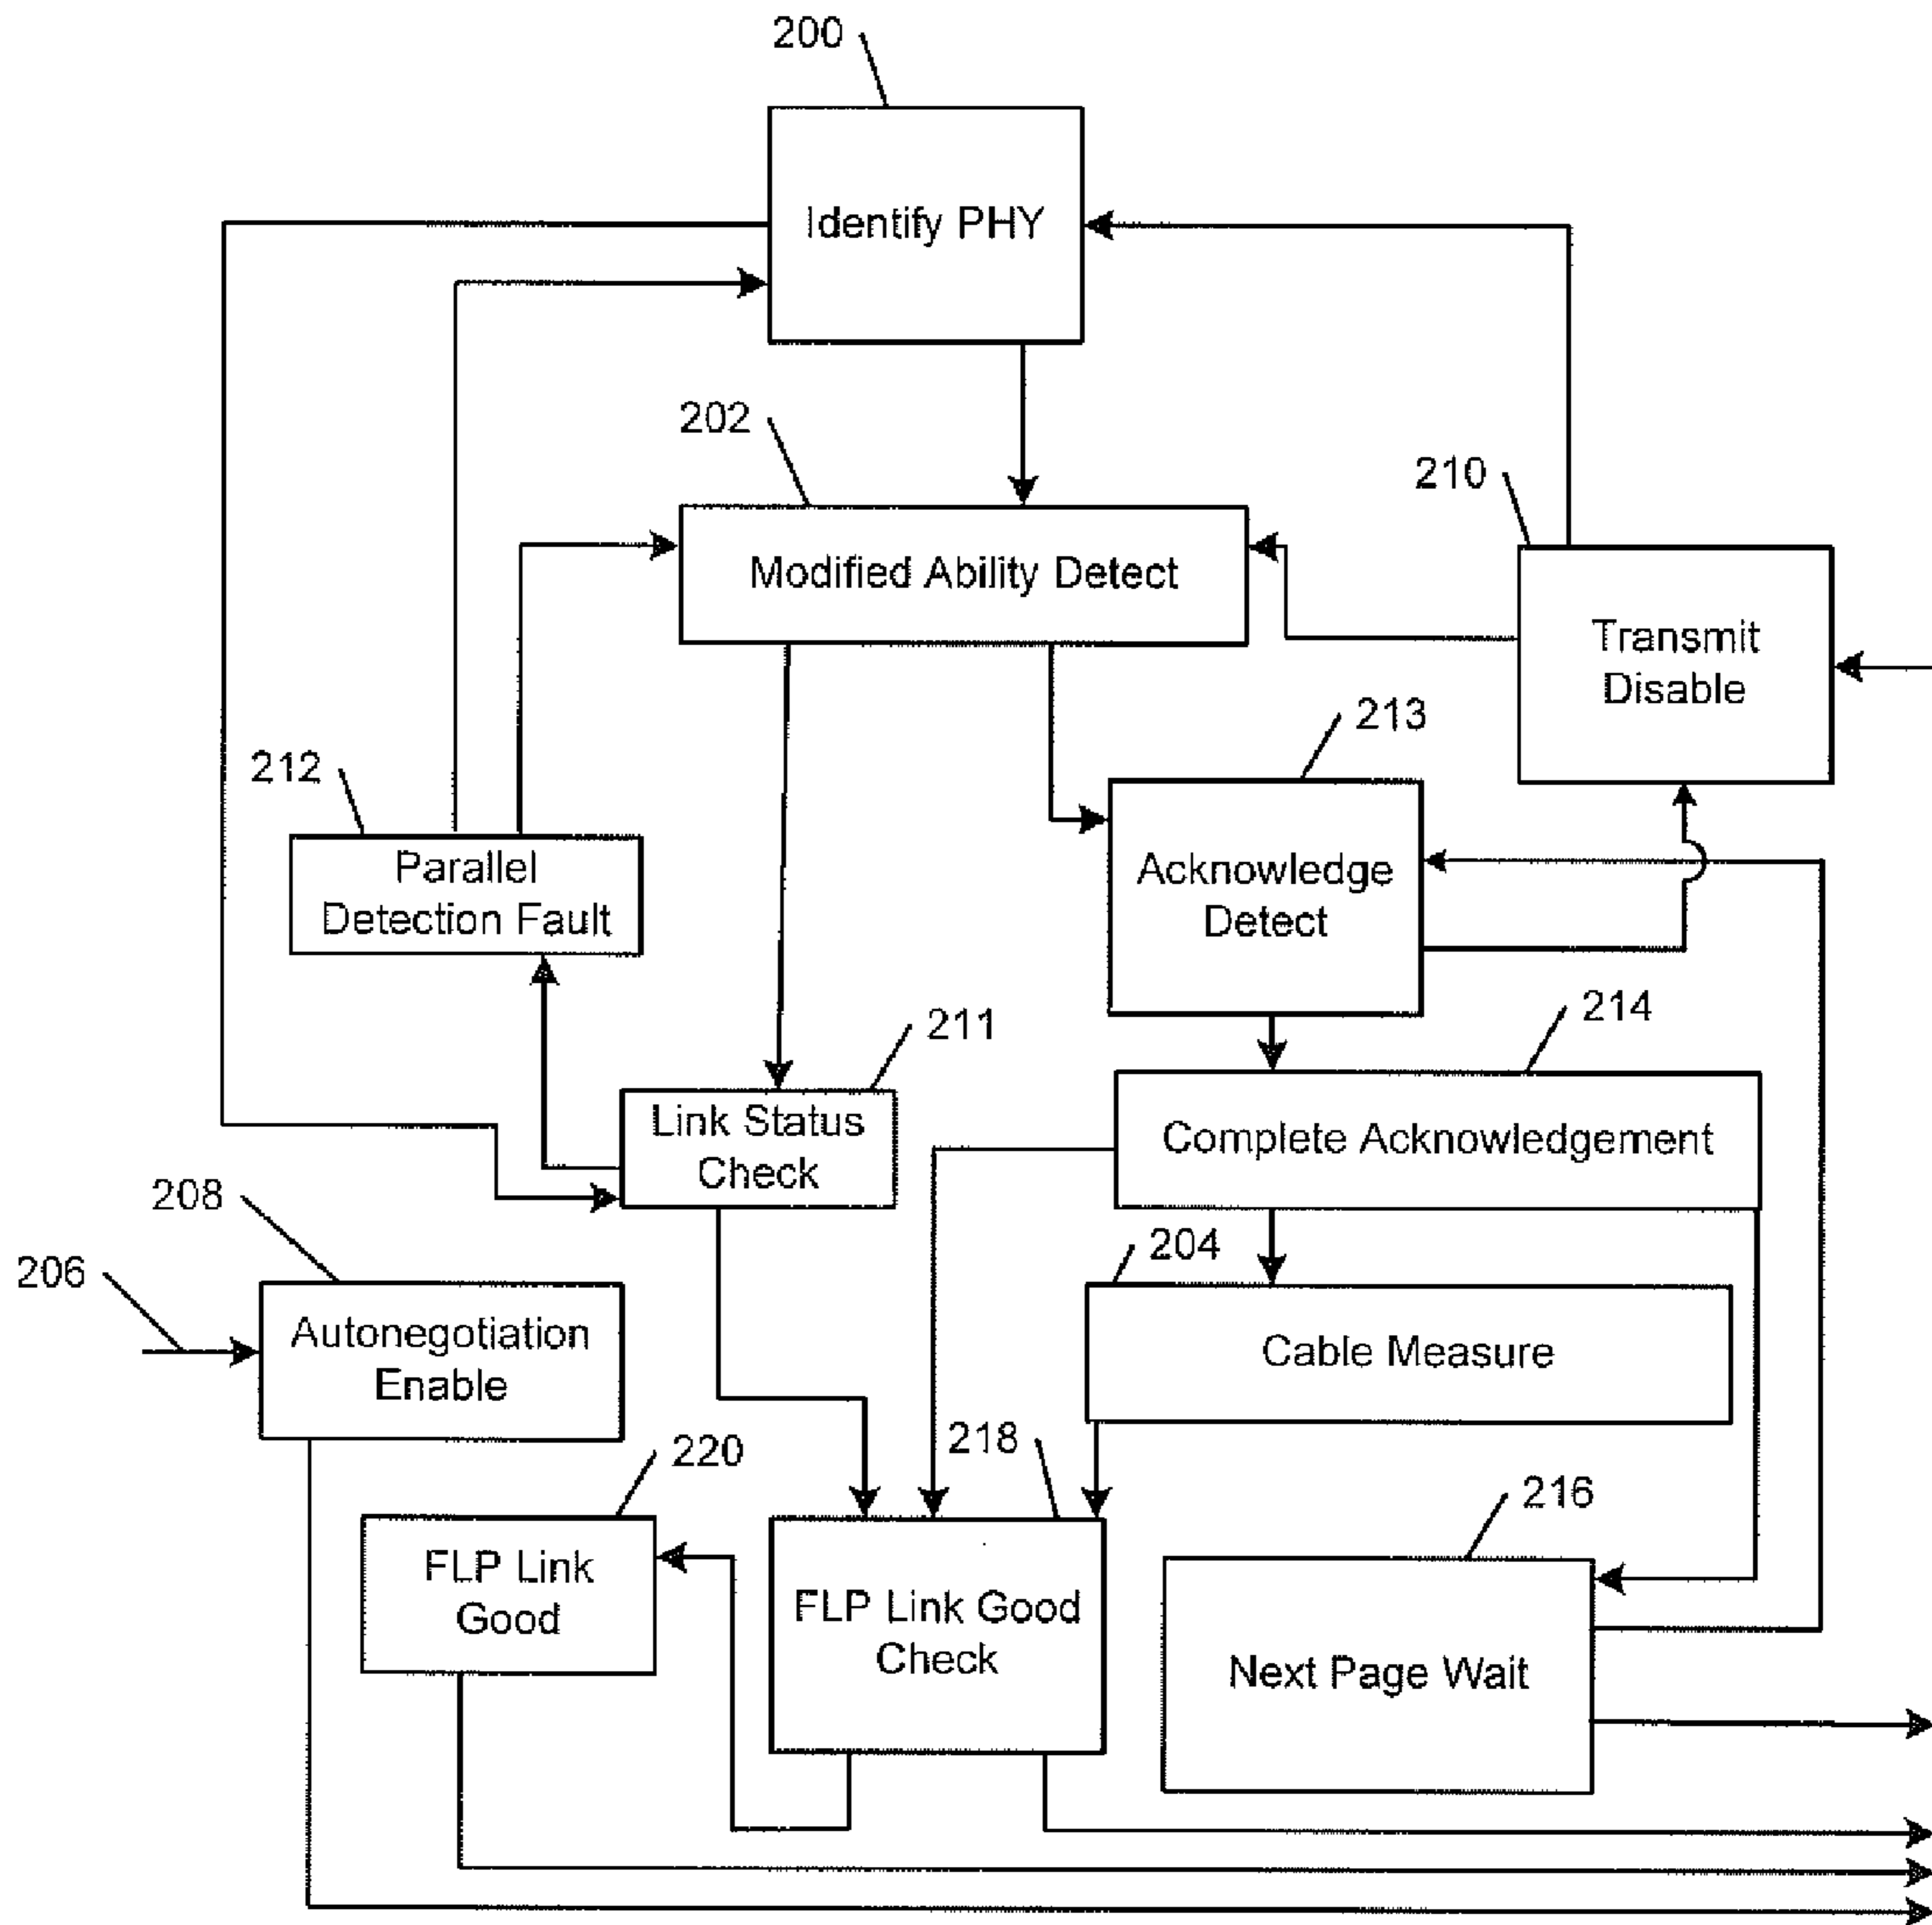 200
Identify PHY
202
Modified Ability Detect
210
Transmit
Disable
213
Acknowledge
Detect
212
Parallel
Detection Fault
214
Complete Acknowledgement
211
Link Status
Check
208
206
Autonegotiation
Enable
204
Cable Measure
220
FLP Link
Good
218
FLP Link Good
Check
216
Next Page Wait